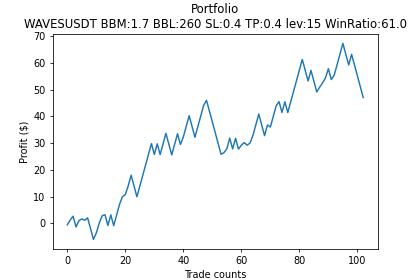 Portfolio
WAVESUSDT BBM:1.7 BBL:260 SL:0.4 TP:0.4 lev:15 WinRatio:61.0
70
60
50
40
30
20
10
0
Profit ($)
0 20 40 60 80 100
Trade counts